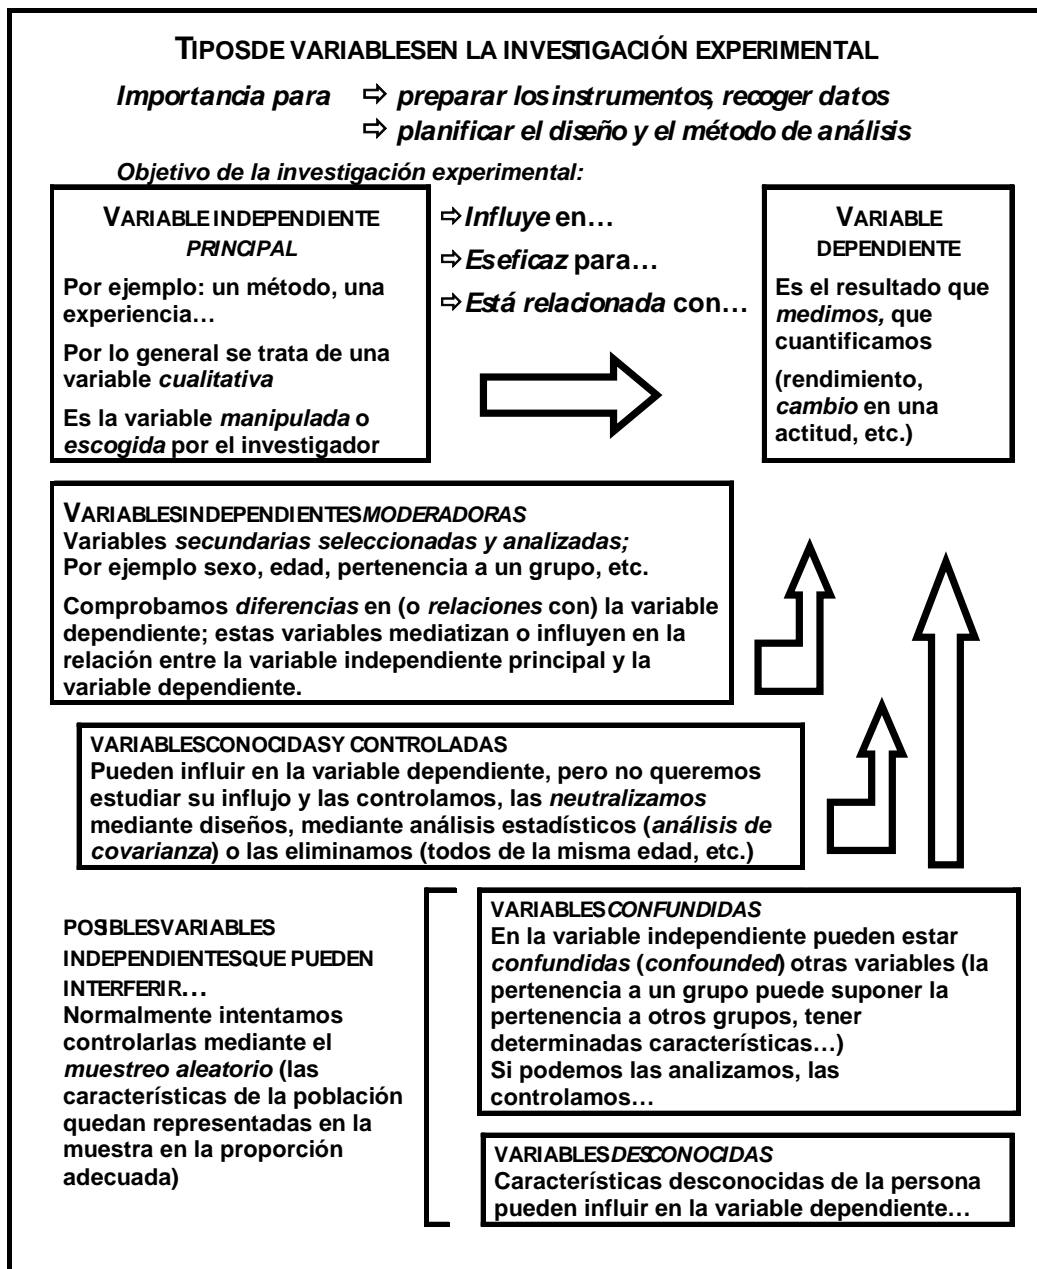 TIPOSDE VARIABLESEN LA INVESTIGACIÓN EXPERIMENTAL
Importancia para ⇨ preparar los instrumentos, recoger datos
⇨ planificar el diseño y el método de análisis
Objetivo de la investigación experimental:
VARIABLE INDEPENDIENTE
PRINCIPAL
Por ejemplo: un método, una
experiencia…
Por lo general se trata de una
variable cualitativa
Es la variable manipulada o
escogida por el investigador
⇨ Influye en…
⇨ Es eficaz para…
⇨ Está relacionada con…
VARIABLE
DEPENDIENTE
Es el resultado que
medimos, que
cuantificamos
(rendimiento,
cambio en una
actitud, etc.)
VARIABLESINDEPENDIENTESMODERADORAS
Variables secundarias seleccionadas y analizadas;
Por ejemplo sexo, edad, pertenencia a un grupo, etc.
Comprobamos diferencias en (o relaciones con) la variable
dependiente; estas variables mediatizan o influyen en la
relación entre la variable independiente principal y la
variable dependiente.
VARIABLESCONOCIDASY CONTROLADAS
Pueden influir en la variable dependiente, pero no queremos
estudiar su influjo y las controlamos, las neutralizamos
mediante diseños, mediante análisis estadísticos (análisis de
covarianza) o las eliminamos (todos de la misma edad, etc.)
POSIBLESVARIABLES
INDEPENDIENTESQUE PUEDEN
INTERFERIR…
Normalmente intentamos
controlarlas mediante el
muestreo aleatorio (las
características de la población
quedan representadas en la
muestra en la proporción
adecuada)
VARIABLESCONFUNDIDAS
En la variable independiente pueden estar
confundidas (confounded) otras variables (la
pertenencia a un grupo puede suponer la
pertenencia a otros grupos, tener
determinadas características…)
Si podemos las analizamos, las
controlamos…
VARIABLESDESCONOCIDAS
Características desconocidas de la persona
pueden influir en la variable dependiente…